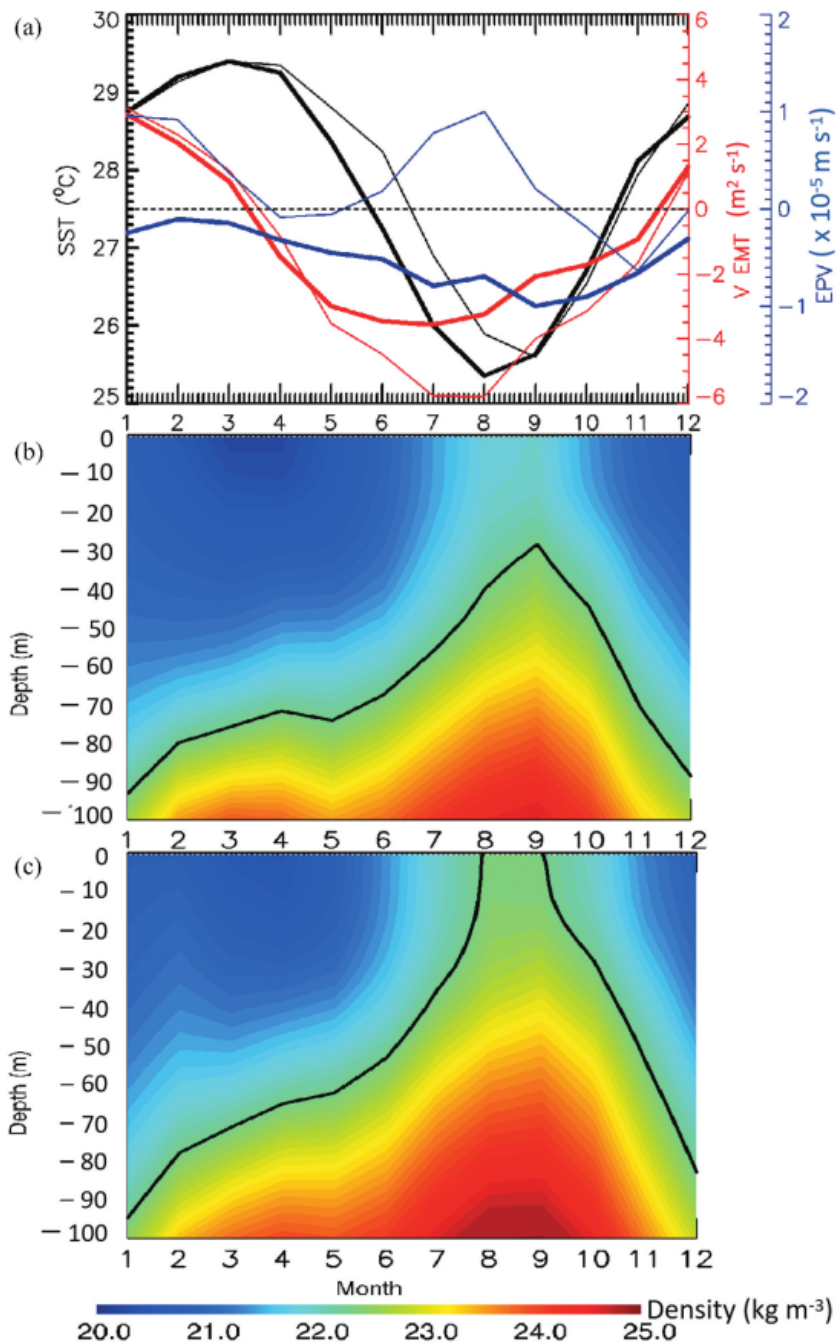 (a)
30
29
28
27
26
25
SST (°C)
6
4
2
0
−2
−4
−6
V EMT (m² s⁻¹)
2
1
0
−1
−2
EPV ( x 10⁻⁵ m s⁻¹)
1 2 3 4 5 6 7 8 9 10 11 12
(b)
0
− 10
− 20
− 30
− 40
− 50
− 60
− 70
− 80
− 90
− 100
Depth (m)
1 2 3 4 5 6 7 8 9 10 11 12
(c)
0
− 10
− 20
− 30
− 40
− 50
− 60
− 70
− 80
− 90
− 100
Depth (m)
1 2 3 4 5 6 7 8 9 10 11 12
Month
Density (kg m⁻³)
20.0 21.0 22.0 23.0 24.0 25.0